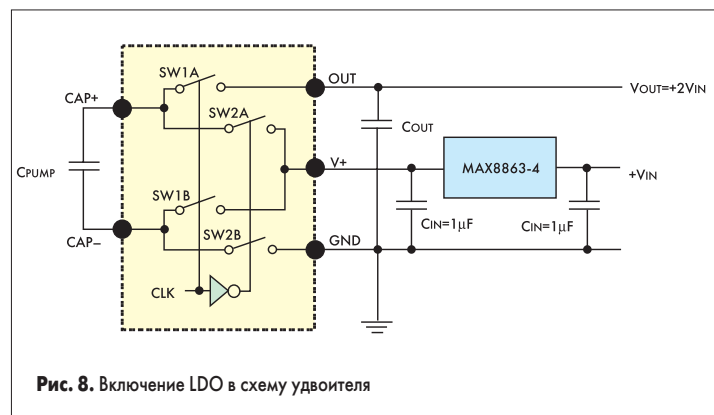 SW1A
OUT
VOUT=+2VIN
CAP+
SW2A
COUT
CPUMP
V+
MAX8863-4
+VIN
SW1B
CIN=1µF
CIN=1µF
CAP–
SW2B
GND
CLK
Рис. 8. Включение LDO в схему удвоителя